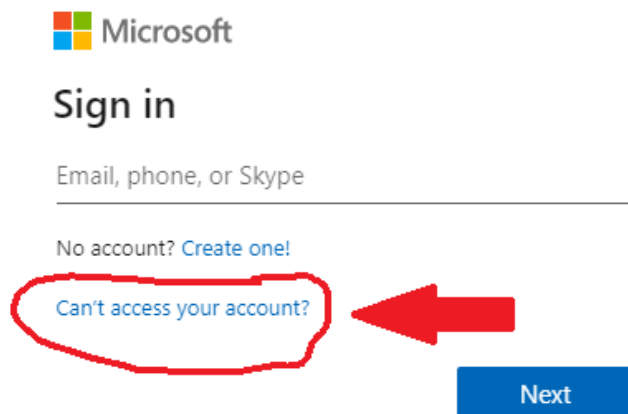 Microsoft
Sign in
Email, phone, or Skype
No account? Create one!
Can't access your account?
Next